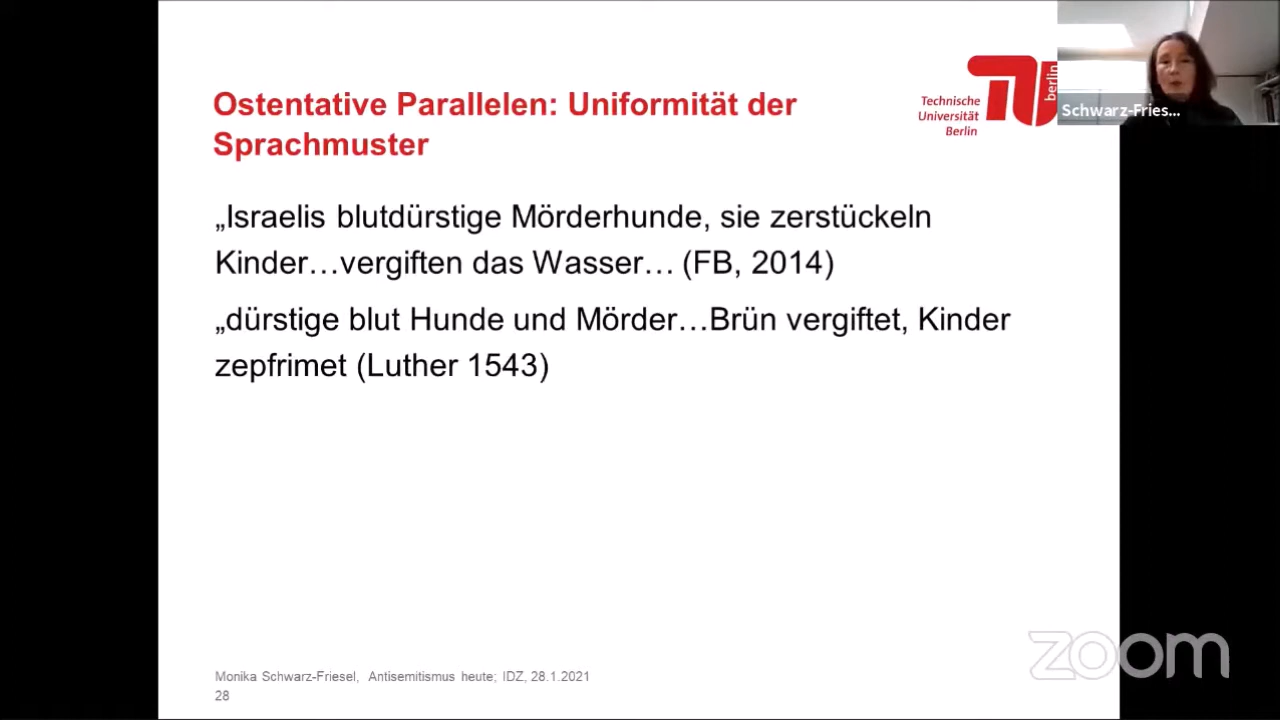 Ostentative Parallelen: Uniformität der
Sprachmuster
Technische
Universität
Berlin
berlin
Schwarz-Fries...
„Israelis blutdürstige Mörderhunde, sie zerstückeln
Kinder…vergiften das Wasser… (FB, 2014)
„dürstige blut Hunde und Mörder…Brün vergiftet, Kinder
zepfrimet (Luther 1543)
Monika Schwarz-Friesel, Antisemitismus heute; IDZ, 28.1.2021
28
zoom